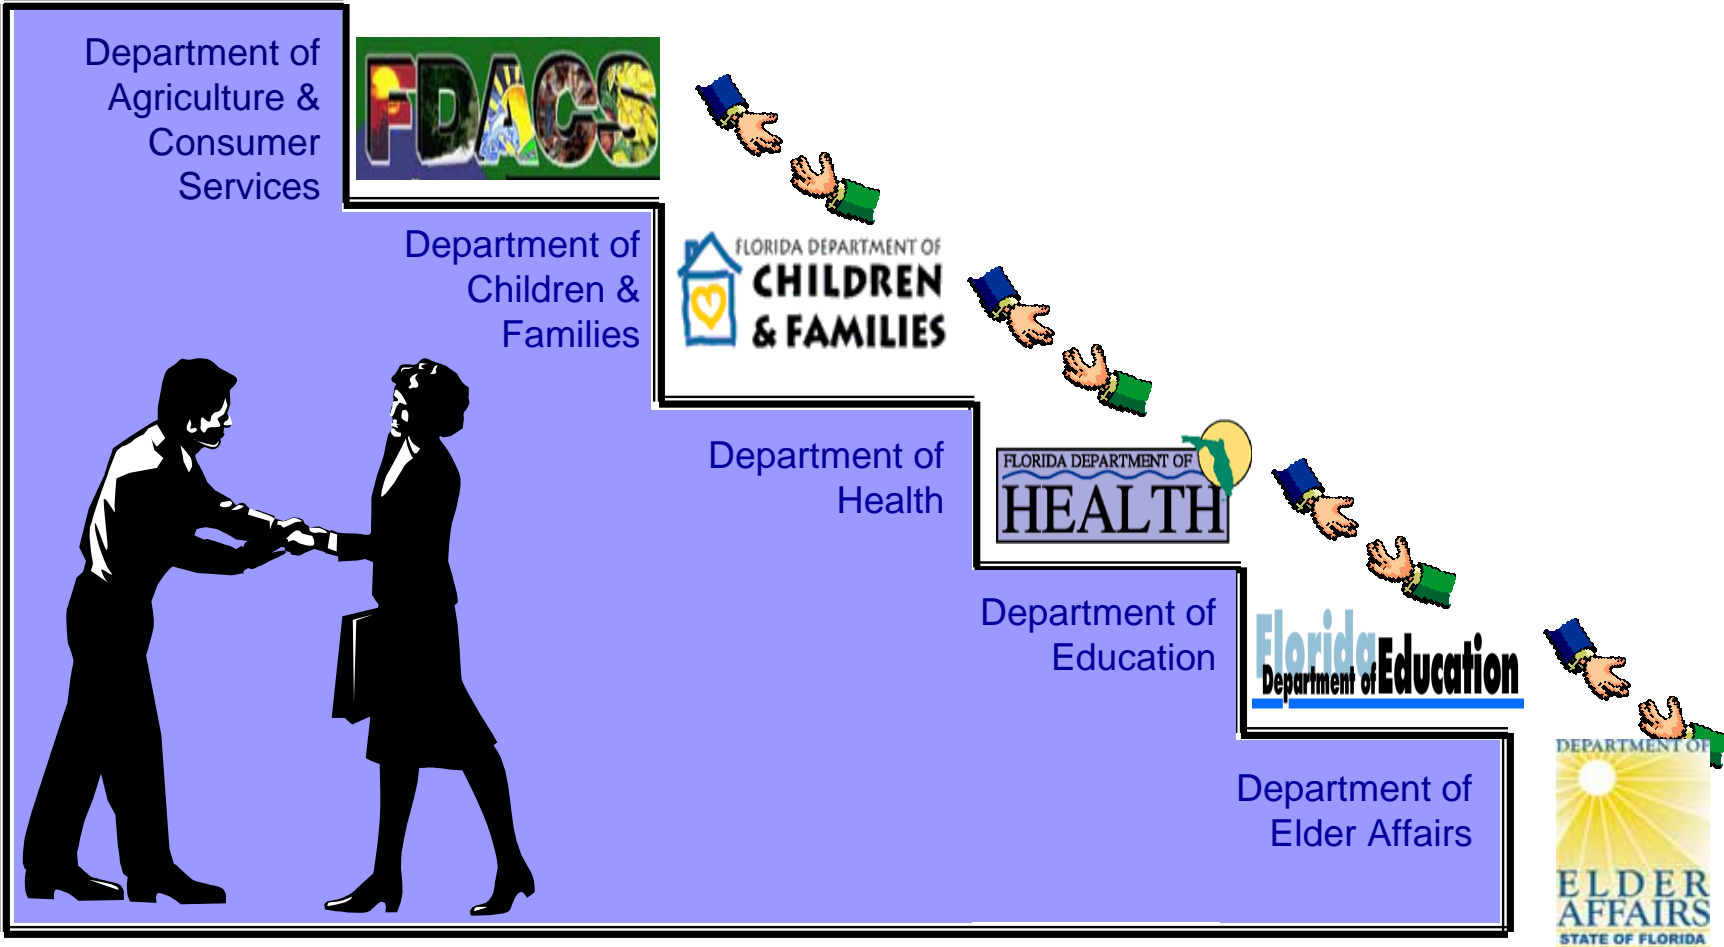 Department of
Agriculture &
Consumer
Services
FDACS
Department of
Children &
Families
FLORIDA DEPARTMENT OF
CHILDREN
& FAMILIES
Department of
Health
FLORIDA DEPARTMENT OF
HEALTH
Department of
Education
Florida
Department of Education
Department of
Elder Affairs
DEPARTMENT OF
ELDER
AFFAIRS
STATE OF FLORIDA